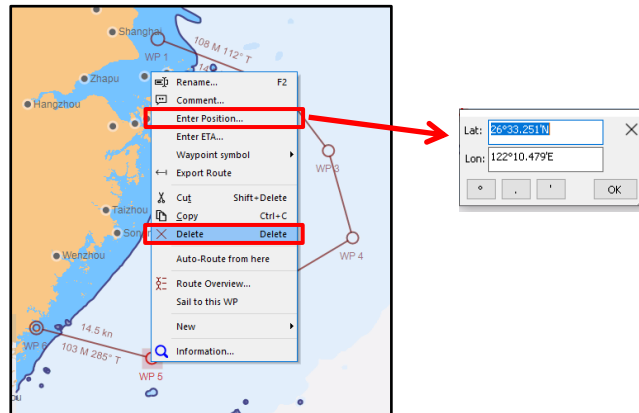 Shanghai
108 M 112° T
WP 1
14
Zhapu
Hangzhou
Rename... F2
Comment...
Enter Position...
Enter ETA...
Waypoint symbol
Export Route
Cut Shift+Delete
Copy Ctrl+C
Delete Delete
Auto-Route from here
Route Overview...
Sail to this WP
New
Information...
WP 3
Taizhou
Son
WP 4
Wenzhou
14.5 kn
WP 6
103 M 285° T
WP 5
ou
Lat: 26°33.251'N
Lon: 122°10.479'E
° . ' OK